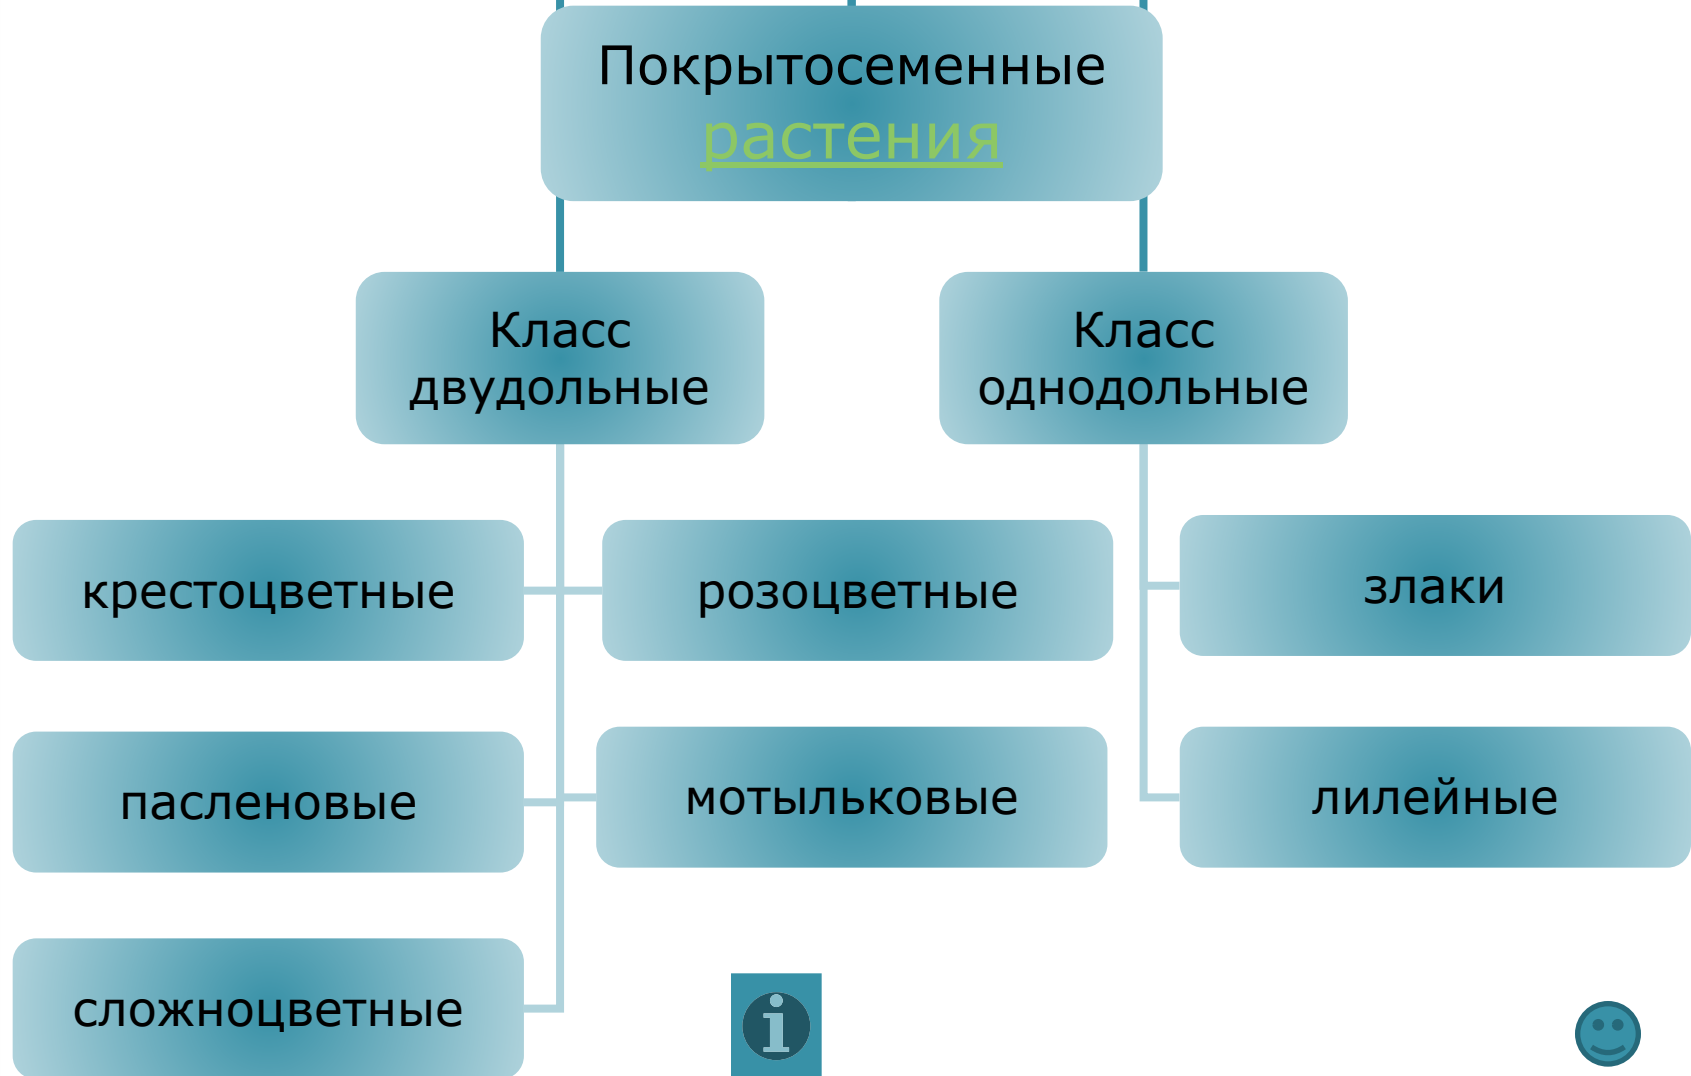 Покрытосеменные
растения
Класс
двудольные
Класс
однодольные
крестоцветные
розоцветные
злаки
пасленовые
мотыльковые
лилейные
сложноцветные